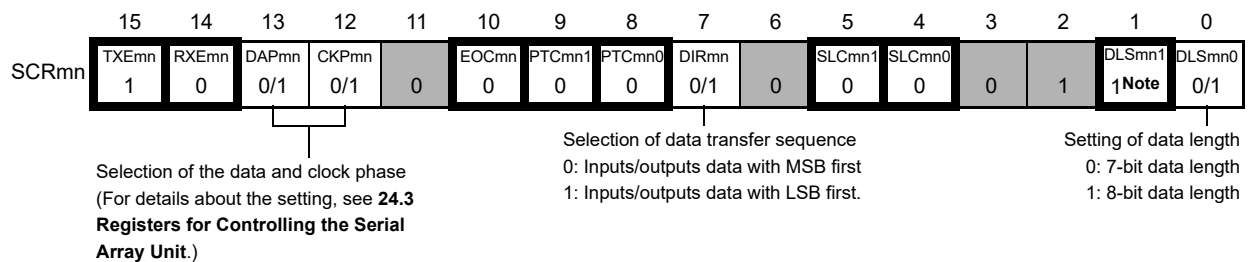 15 14 13 12 11 10 9 8 7 6 5 4 3 2 1 0
SCRmn
TXEmn RXEmn DAPmn CKPmn EOCmn PTCmn1 PTCmn0 DIRmn SLCmn1 SLCmn0 DLSmn1 DLSmn0
1 0 0/1 0/1 0 0 0 0 0/1 0 0 0 0 1 1Note 0/1
Selection of the data and clock phase
(For details about the setting, see 24.3
Registers for Controlling the Serial
Array Unit.)
Selection of data transfer sequence
0: Inputs/outputs data with MSB first
1: Inputs/outputs data with LSB first.
Setting of data length
0: 7-bit data length
1: 8-bit data length